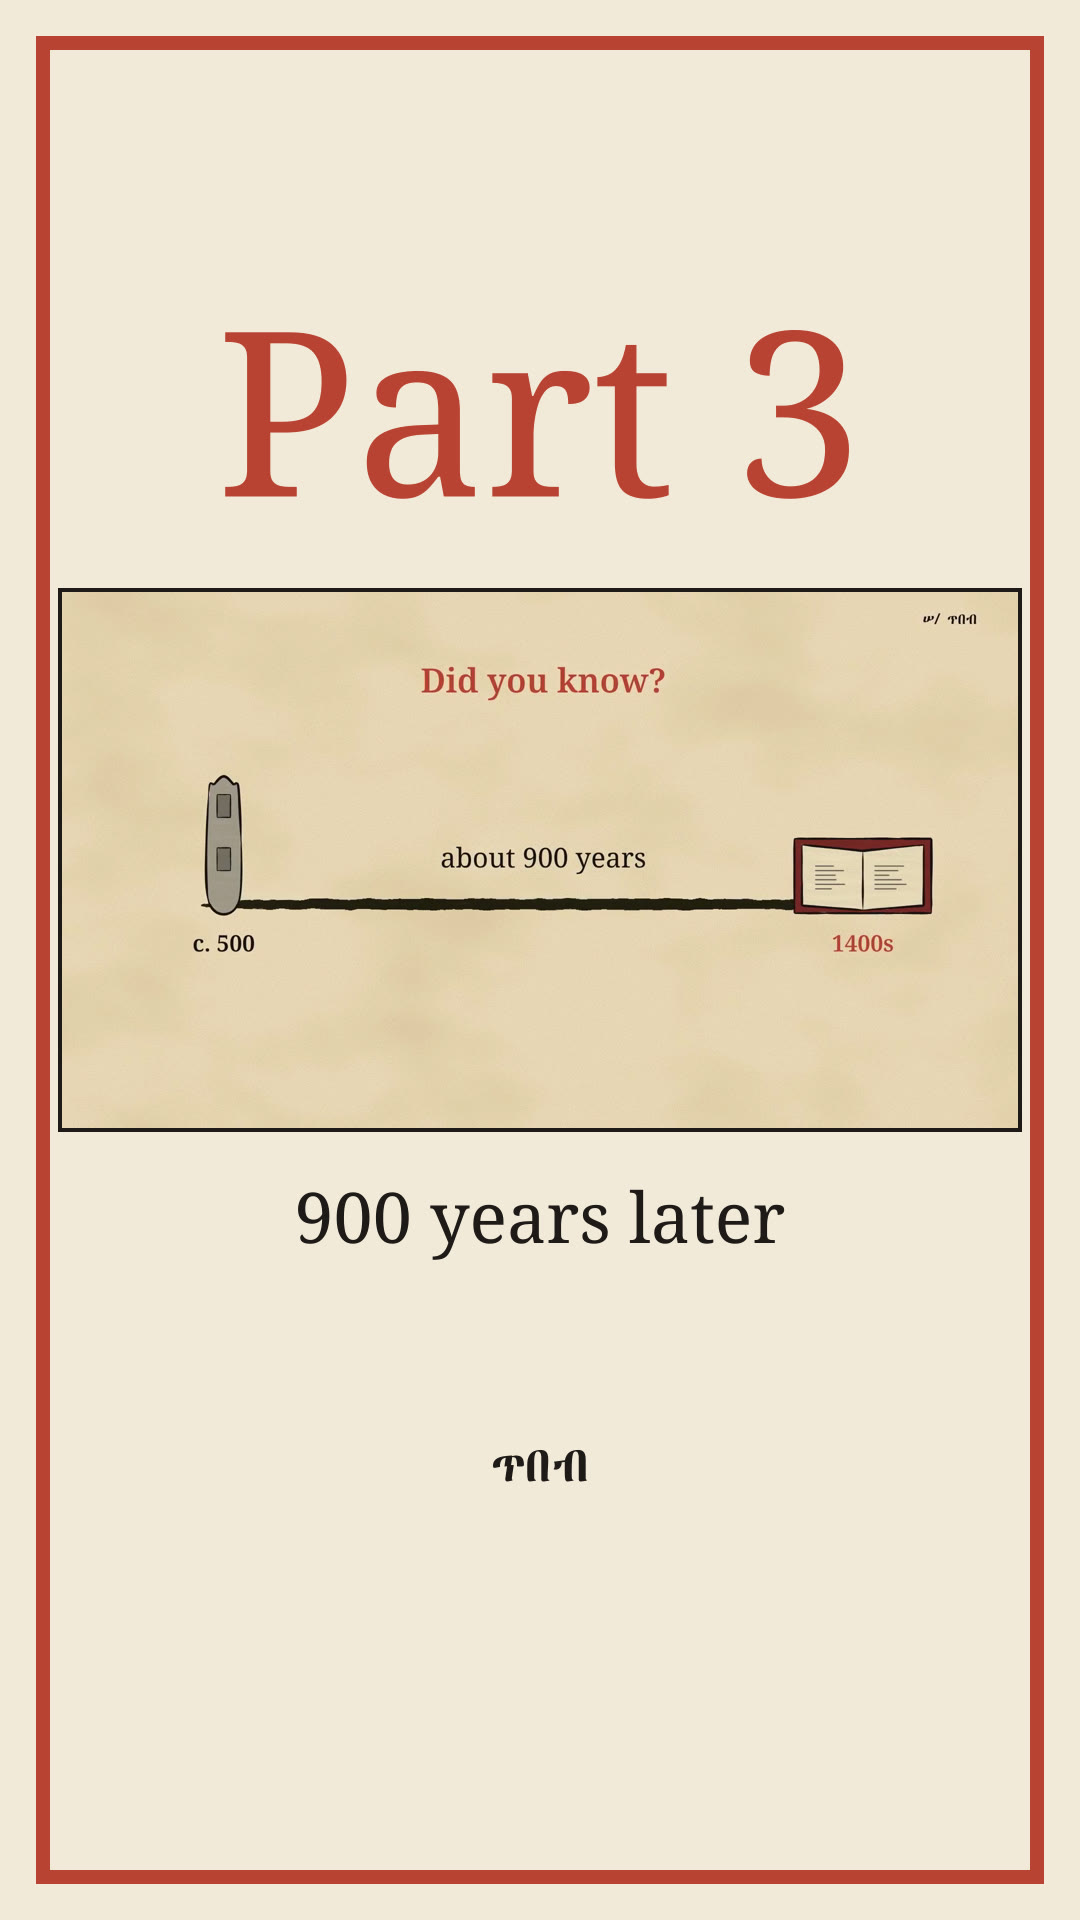 Part 3
ሠ/ ጥበብ
Did you know?
about 900 years
c. 500
1400s
900 years later
ጥበብ